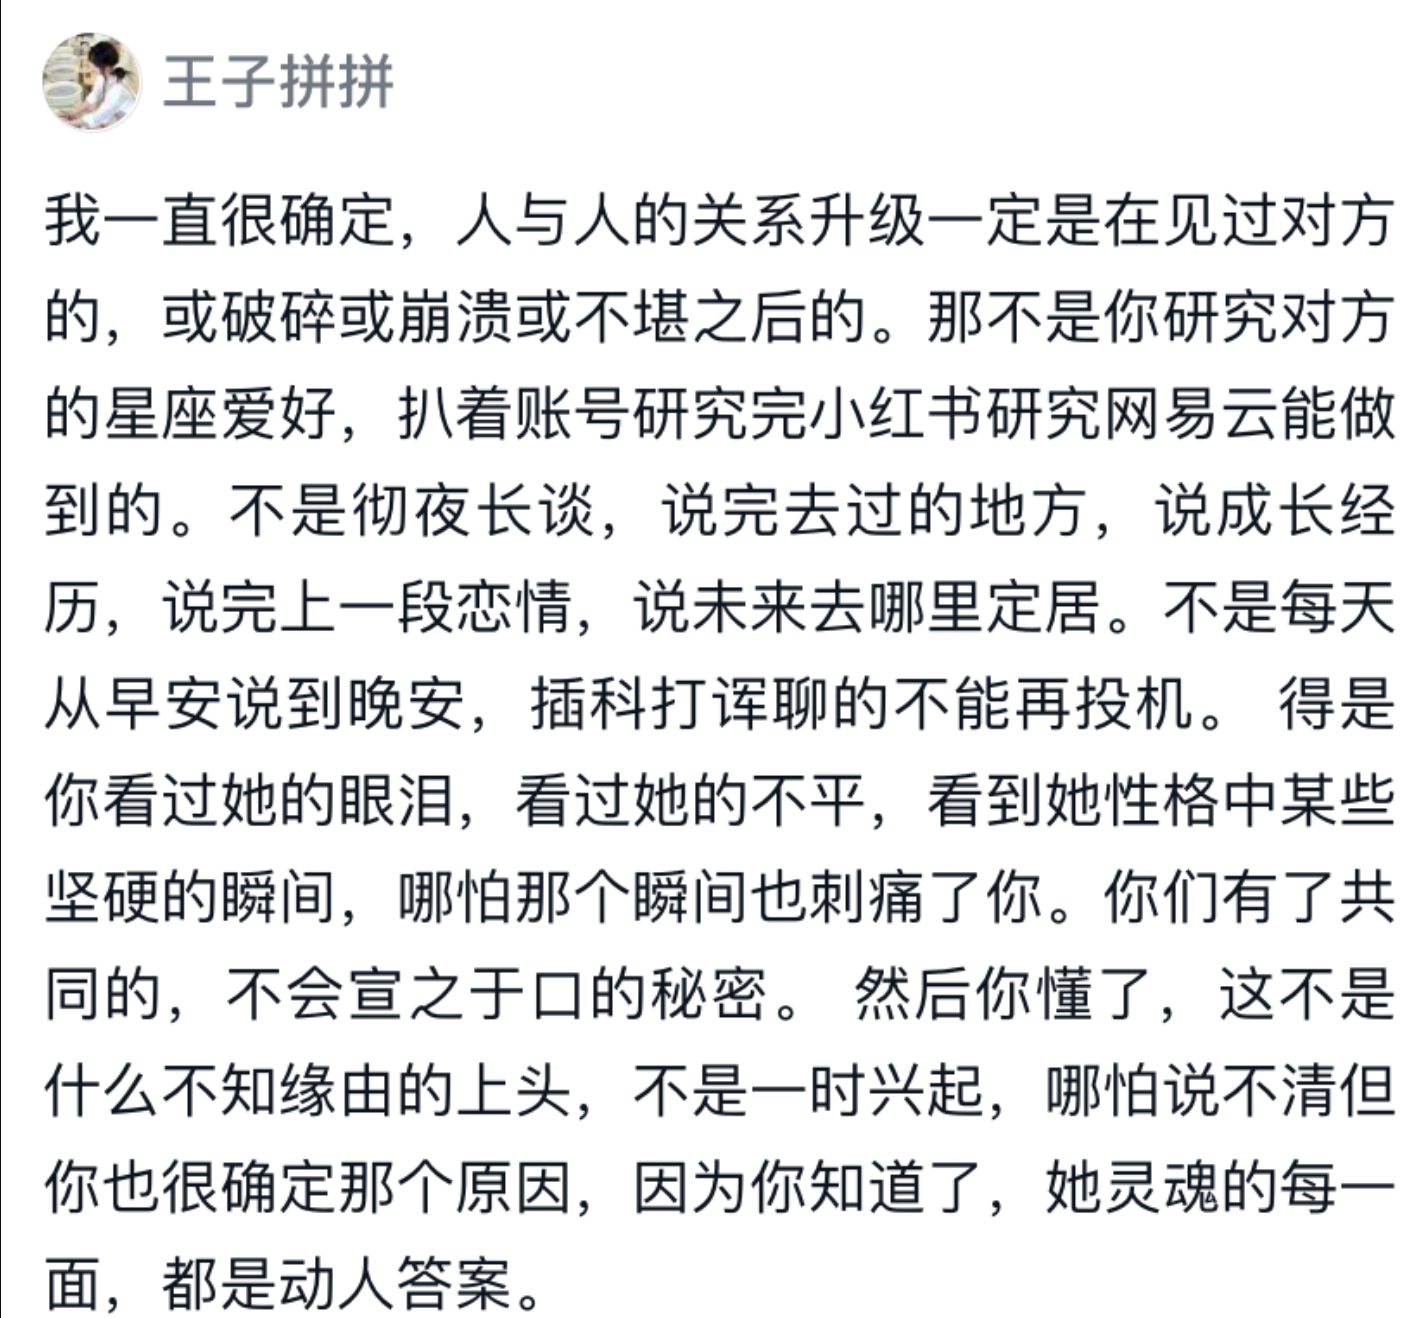 王子拼拼
我一直很确定，人与人的关系升级一定是在见过对方
的，或破碎或崩溃或不堪之后的。那不是你研究对方
的星座爱好，扒着账号研究完小红书研究网易云能做
到的。不是彻夜长谈，说完去过的地方，说成长经
历，说完上一段恋情，说未来去哪里定居。不是每天
从早安说到晚安，插科打诨聊的不能再投机。 得是
你看过她的眼泪，看过她的不平，看到她性格中某些
坚硬的瞬间，哪怕那个瞬间也刺痛了你。你们有了共
同的，不会宣之于口的秘密。 然后你懂了，这不是
什么不知缘由的上头，不是一时兴起，哪怕说不清但
你也很确定那个原因，因为你知道了，她灵魂的每一
面，都是动人答案。